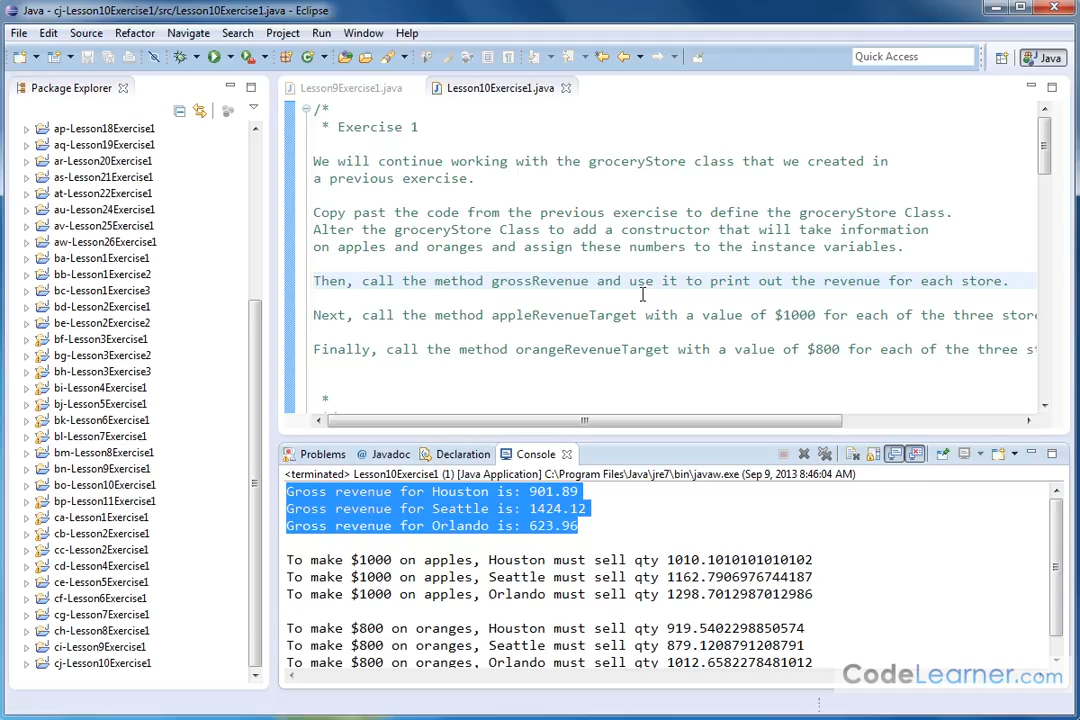 Java - cj-Lesson10Exercise1/src/Lesson10Exercise1.java - Eclipse
File Edit Source Refactor Navigate Search Project Run Window Help
Quick Access
Java
Package Explorer
ap-Lesson18Exercise1
aq-Lesson19Exercise1
ar-Lesson20Exercise1
as-Lesson21Exercise1
at-Lesson22Exercise1
au-Lesson24Exercise1
av-Lesson25Exercise1
aw-Lesson26Exercise1
ba-Lesson1Exercise1
bb-Lesson1Exercise2
bc-Lesson1Exercise3
bd-Lesson2Exercise1
be-Lesson2Exercise2
bf-Lesson3Exercise1
bg-Lesson3Exercise2
bh-Lesson3Exercise3
bi-Lesson4Exercise1
bj-Lesson5Exercise1
bk-Lesson6Exercise1
bl-Lesson7Exercise1
bm-Lesson8Exercise1
bn-Lesson9Exercise1
bo-Lesson10Exercise1
bp-Lesson11Exercise1
ca-Lesson1Exercise1
cb-Lesson2Exercise1
cc-Lesson2Exercise2
cd-Lesson4Exercise1
ce-Lesson5Exercise1
cf-Lesson6Exercise1
cg-Lesson7Exercise1
ch-Lesson8Exercise1
ci-Lesson9Exercise1
cj-Lesson10Exercise1
Lesson9Exercise1.java Lesson10Exercise1.java
/*
* Exercise 1
We will continue working with the groceryStore class that we created in
a previous exercise.
Copy past the code from the previous exercise to define the groceryStore Class.
Alter the groceryStore Class to add a constructor that will take information
on apples and oranges and assign these numbers to the instance variables.
Then, call the method grossRevenue and use it to print out the revenue for each store.
Next, call the method appleRevenueTarget with a value of $1000 for each of the three stor
Finally, call the method orangeRevenueTarget with a value of $800 for each of the three st
*
Problems Javadoc Declaration Console
<terminated> Lesson10Exercise1 (1) [Java Application] C:\Program Files\Java\jre7\bin\javaw.exe (Sep 9, 2013 8:46:04 AM)
Gross revenue for Houston is: 901.89
Gross revenue for Seattle is: 1424.12
Gross revenue for Orlando is: 623.96
To make $1000 on apples, Houston must sell qty 1010.1010101010102
To make $1000 on apples, Seattle must sell qty 1162.7906976744187
To make $1000 on apples, Orlando must sell qty 1298.7012987012986
To make $800 on oranges, Houston must sell qty 919.5402298850574
To make $800 on oranges, Seattle must sell qty 879.1208791208791
To make $800 on oranges, Orlando must sell qty 1012.6582278481012
CodeLearner.com